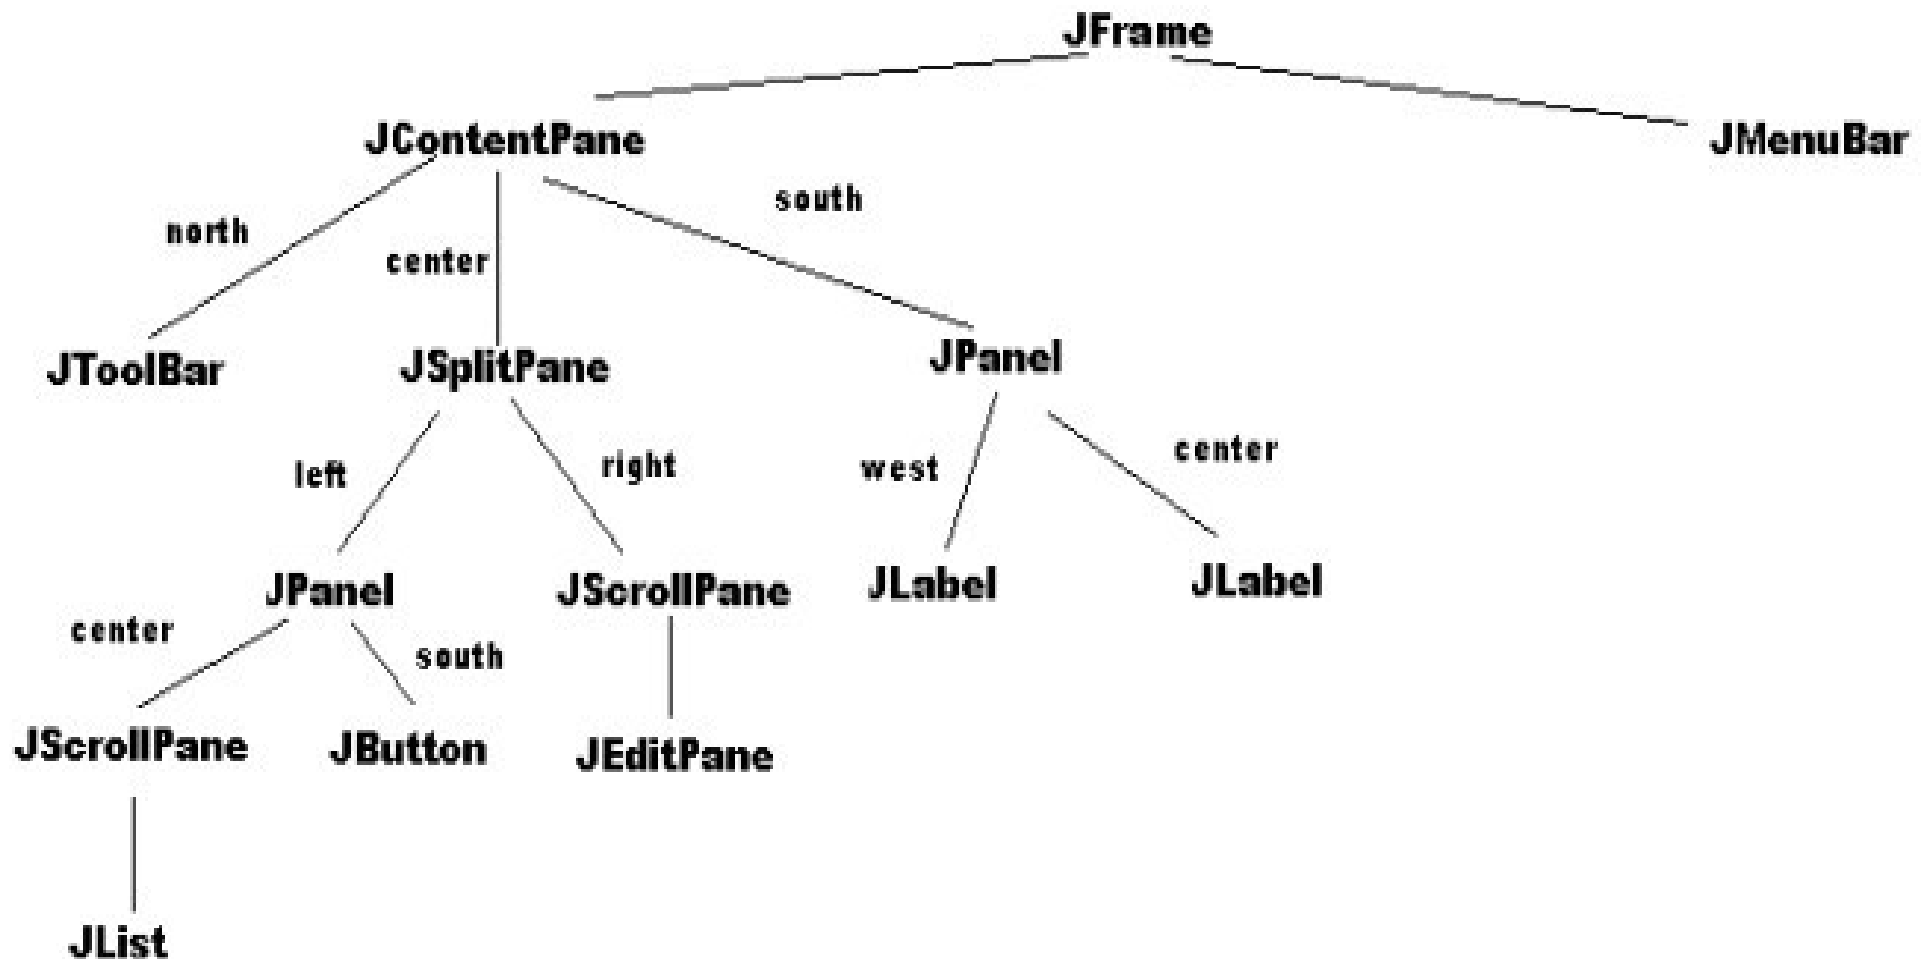 JFrame
JContentPane
JMenuBar
south
north
center
JToolBar
JSplitPane
JPanel
left
right
west
center
JPanel
JScrollPane
JLabel
JLabel
center
south
JScrollPane
JButton
JEditPane
JList